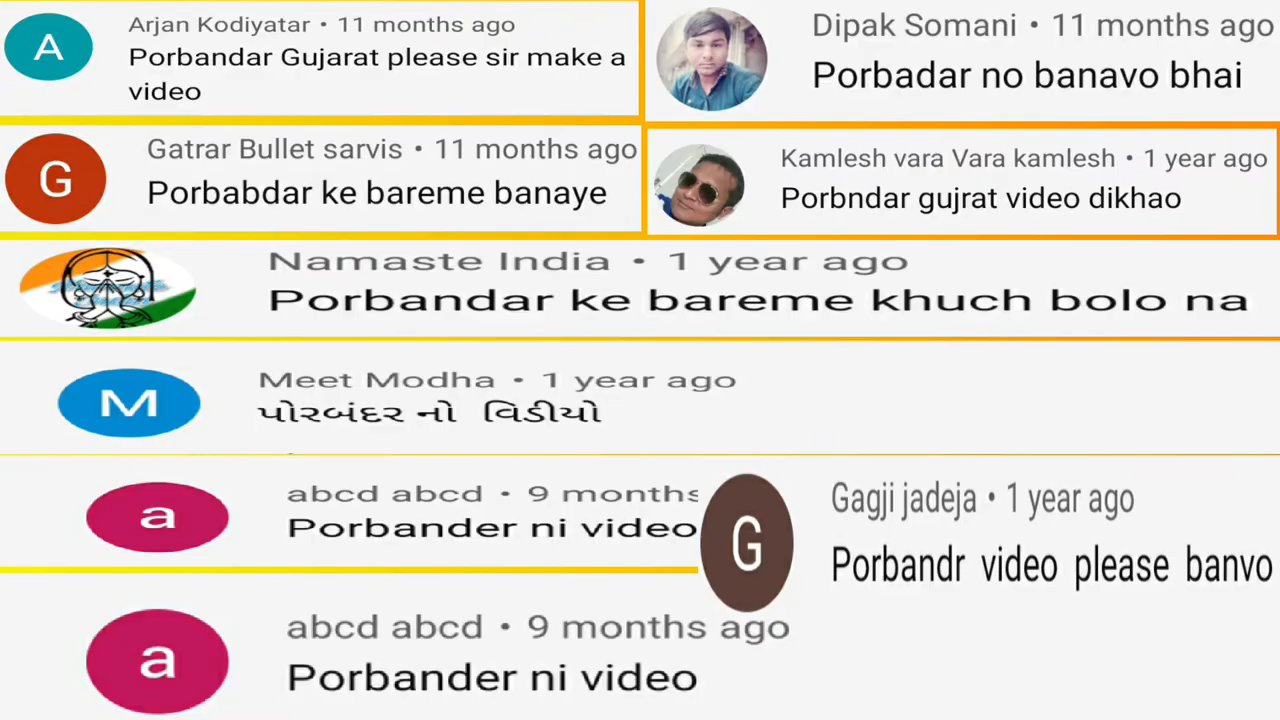 A
Arjan Kodiyatar • 11 months ago
Porbandar Gujarat please sir make a
video
Dipak Somani • 11 months ago
Porbadar no banavo bhai
G
Gatrar Bullet sarvis • 11 months ago
Porbabdar ke bareme banaye
Kamlesh vara Vara kamlesh • 1 year ago
Porbndar gujrat video dikhao
Namaste India • 1 year ago
Porbandar ke bareme khuch bolo na
M
Meet Modha • 1 year ago
પોરબંદર નો વિડીયો
a
abcd abcd • 9 months
Porbander ni video
G
Gagji jadeja • 1 year ago
Porbandr video please banvo
a
abcd abcd • 9 months ago
Porbander ni video